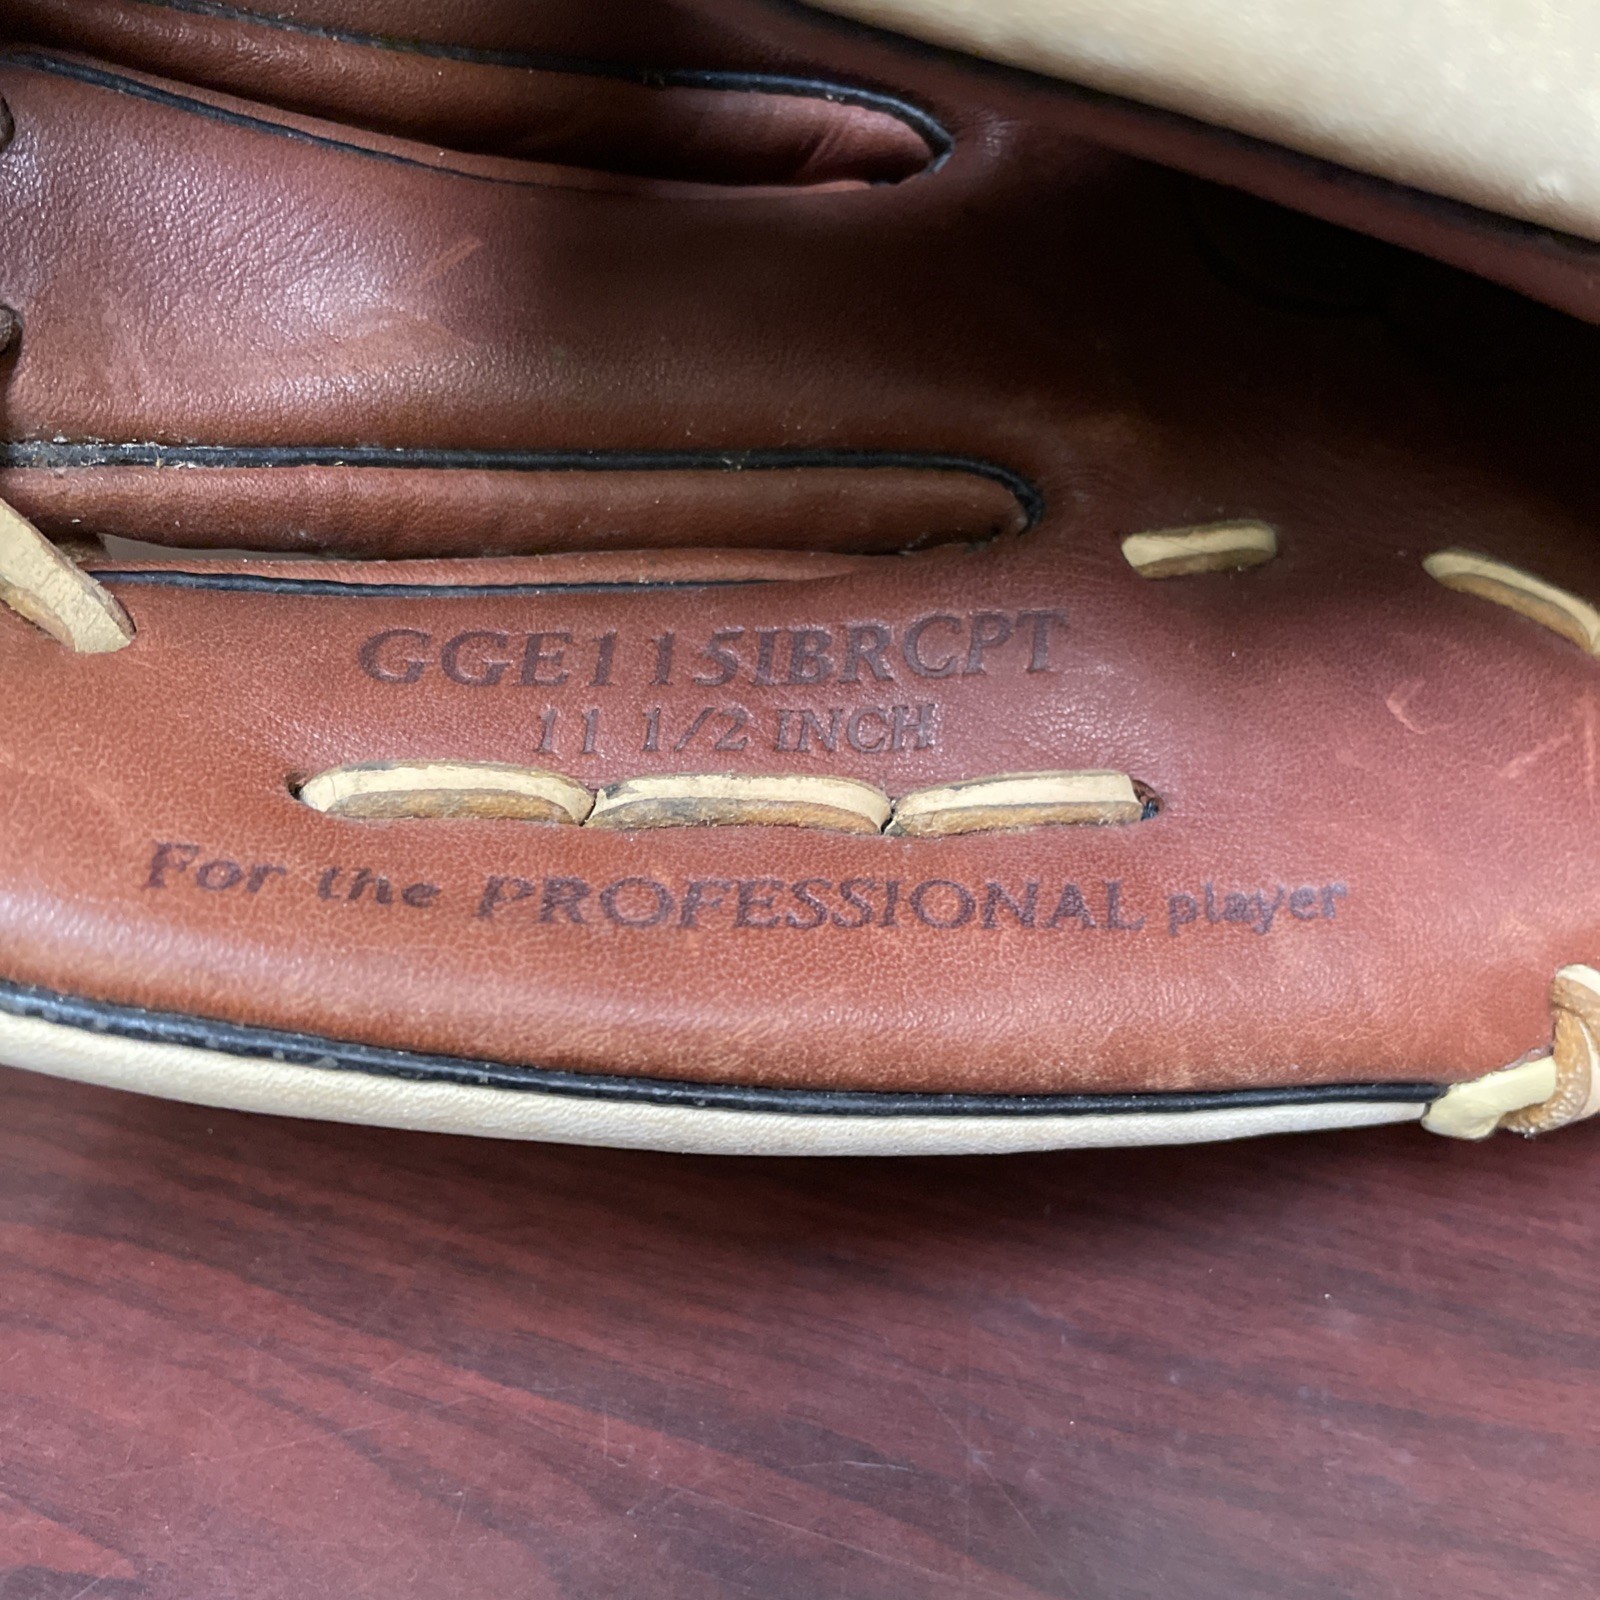 GGE115IBRCPT
11 1/2 INCH
For the PROFESSIONAL player